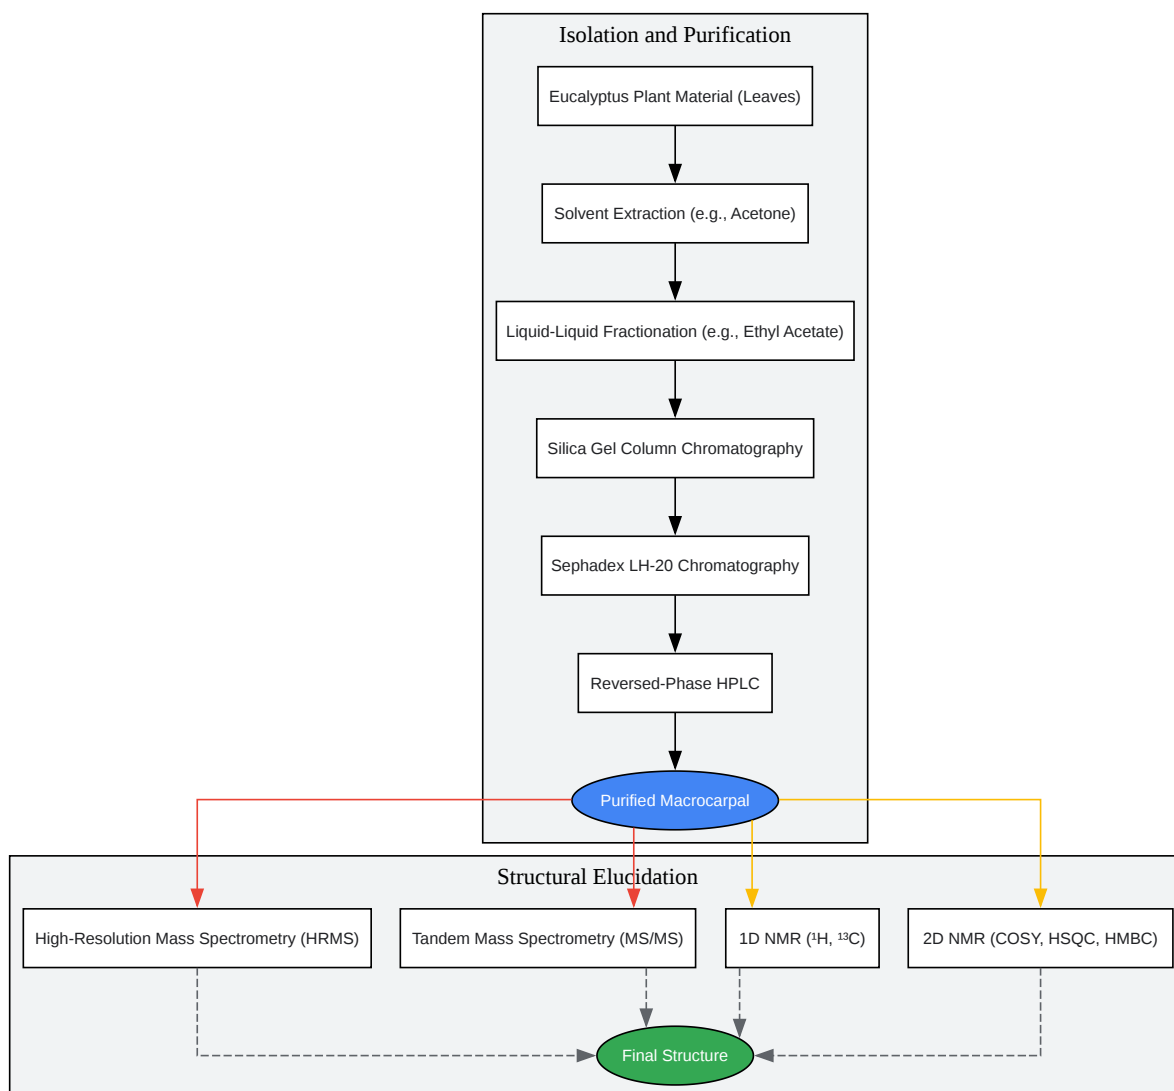 Isolation and Purification
Eucalyptus Plant Material (Leaves)
Solvent Extraction (e.g., Acetone)
Liquid-Liquid Fractionation (e.g., Ethyl Acetate)
Silica Gel Column Chromatography
Sephadex LH-20 Chromatography
Reversed-Phase HPLC
Purified Macrocarpal
Structural Elucidation
High-Resolution Mass Spectrometry (HRMS)
Tandem Mass Spectrometry (MS/MS)
1D NMR (¹H, ¹³C)
2D NMR (COSY, HSQC, HMBC)
Final Structure